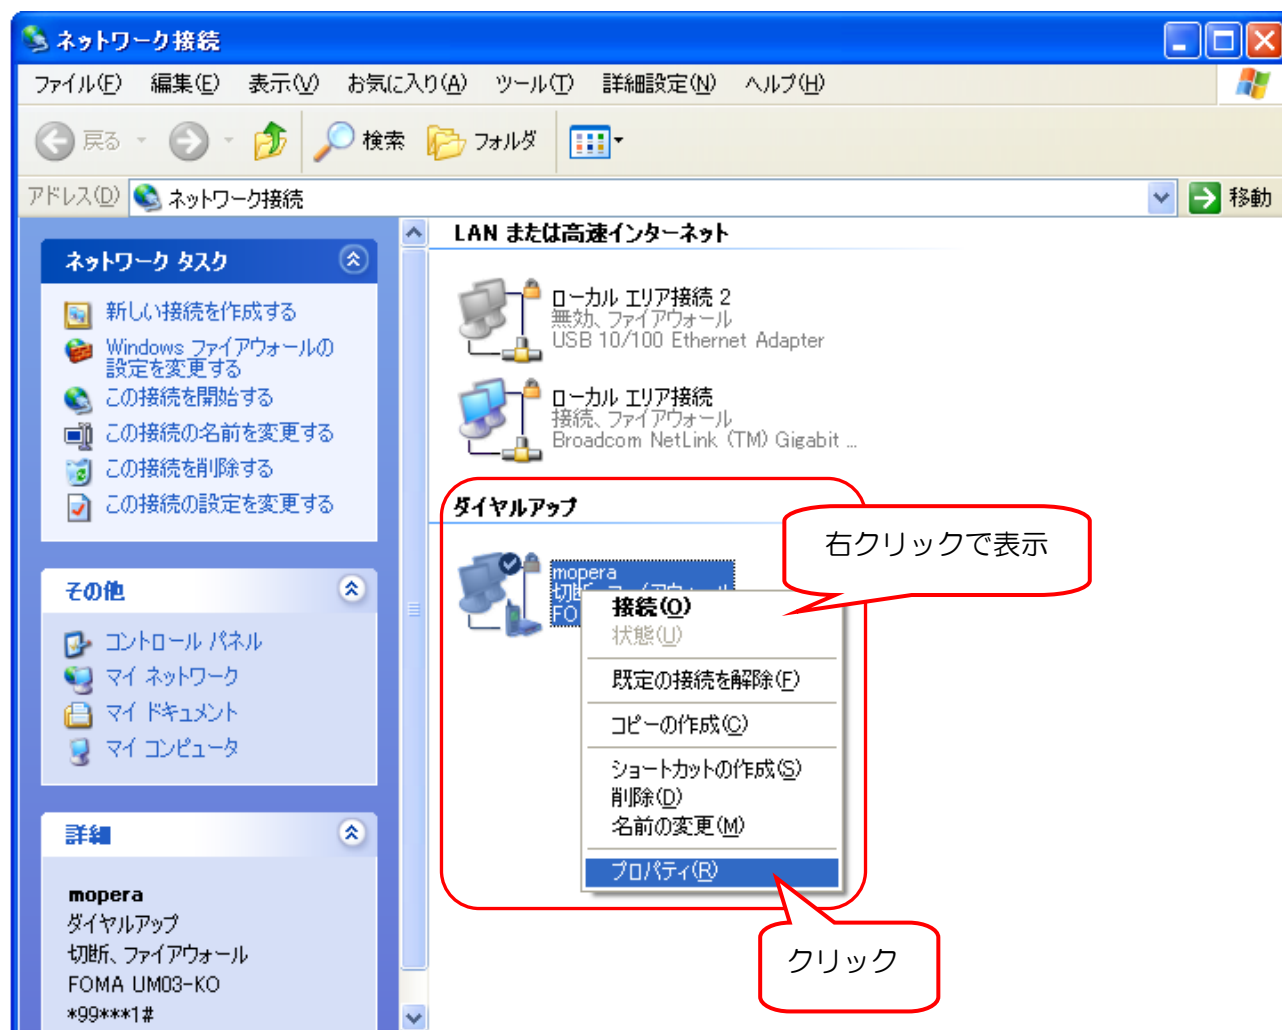 ネットワーク接続
ファイル(F) 編集(E) 表示(V) お気に入り(A) ツール(T) 詳細設定(N) ヘルプ(H)
戻る 検索 フォルダ
アドレス(D) ネットワーク接続 移動
ネットワーク タスク
新しい接続を作成する
Windows ファイアウォールの
設定を変更する
この接続を開始する
この接続の名前を変更する
この接続を削除する
この接続の設定を変更する
その他
コントロール パネル
マイ ネットワーク
マイ ドキュメント
マイ コンピュータ
詳細
mopera
ダイヤルアップ
切断、ファイアウォール
FOMA UM03-KO
*99***1#
LAN または高速インターネット
ローカル エリア接続 2
無効、ファイアウォール
USB 10/100 Ethernet Adapter
ローカル エリア接続
接続、ファイアウォール
Broadcom NetLink (TM) Gigabit ...
ダイヤルアップ
mopera
FO
右クリックで表示
接続(O)
状態(U)
既定の接続を解除(F)
コピーの作成(C)
ショートカットの作成(S)
削除(D)
名前の変更(M)
プロパティ(R)
クリック